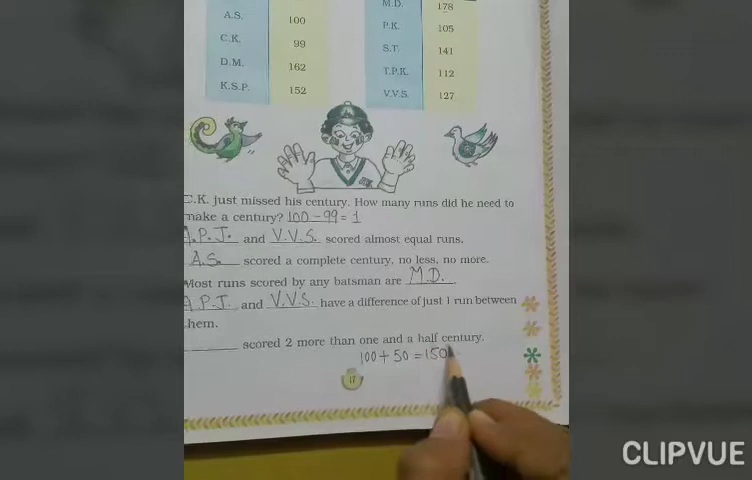 M.D. 178
A.S. 100
P.K. 105
C.K. 99
S.T. 141
D.M. 162
T.P.K. 112
K.S.P. 152
V.V.S. 127
C.K. just missed his century. How many runs did he need to
make a century? 100 - 99 = 1
A.P.J. and V.V.S. scored almost equal runs.
A.S. scored a complete century, no less, no more.
Most runs scored by any batsman are M.D.
A.P.J. and V.V.S. have a difference of just 1 run between
them.
scored 2 more than one and a half century.
100 + 50 = 150
17
CLIPVUE